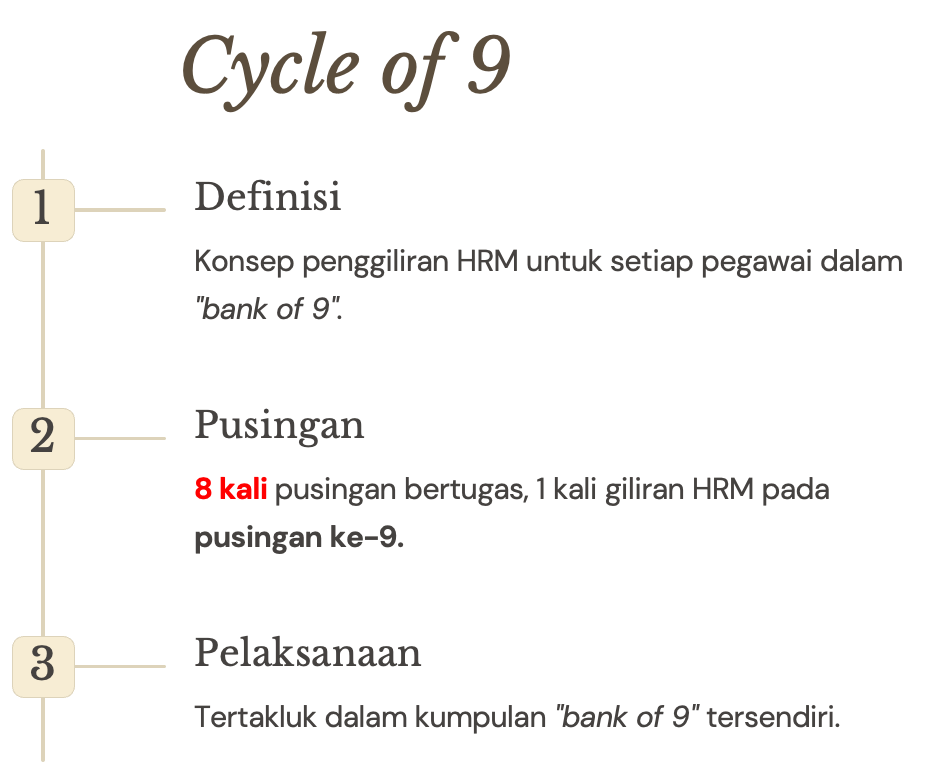 Cycle of 9
1
Definisi
Konsep penggiliran HRM untuk setiap pegawai dalam
"bank of 9".
2
Pusingan
8 kali pusingan bertugas, 1 kali giliran HRM pada
pusingan ke-9.
3
Pelaksanaan
Tertakluk dalam kumpulan "bank of 9" tersendiri.